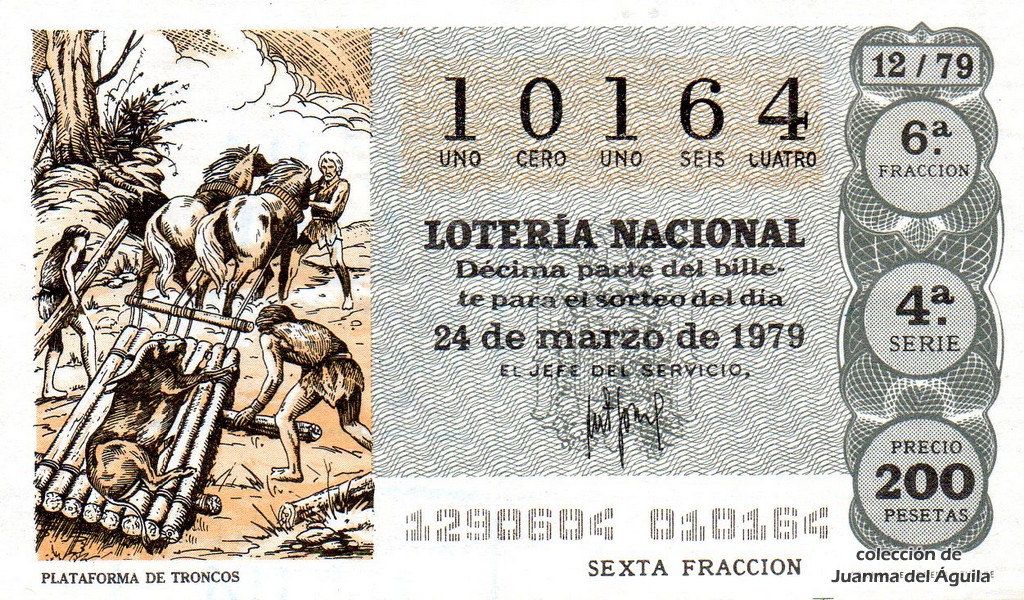 12 / 79
10164
UNO CERO UNO SEIS CUATRO
6ª
FRACCION
LOTERÍA NACIONAL
Décima parte del bille-
te para el sorteo del día
24 de marzo de 1979
EL JEFE DEL SERVICIO,
4ª
SERIE
PRECIO
200
PESETAS
1290604 010164
SEXTA FRACCION
PLATAFORMA DE TRONCOS
colección de
Juanma del Águila